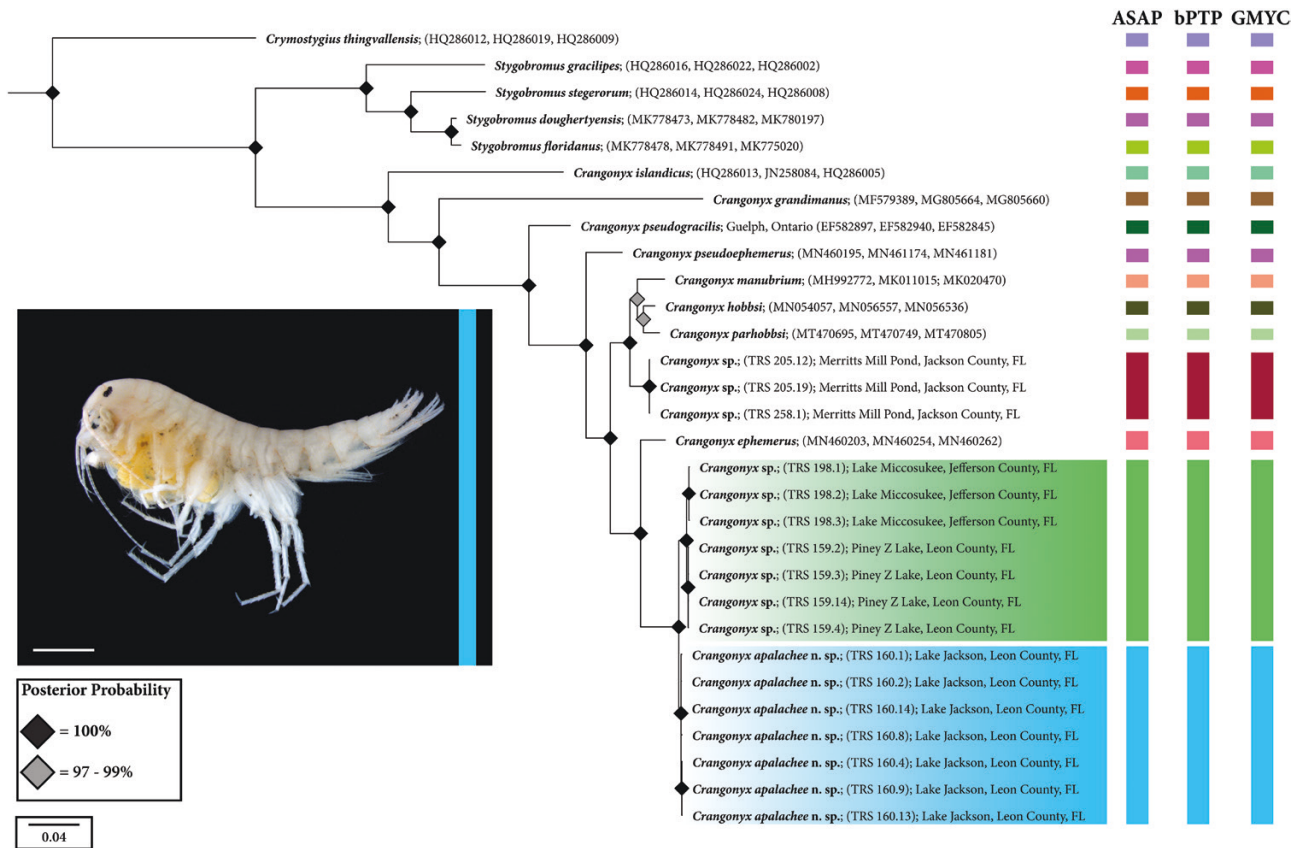 ASAP bPTP GMYC
Crymostygius thingvallensis; (HQ286012, HQ286019, HQ286009)
Stygobromus gracilipes; (HQ286016, HQ286022, HQ286002)
Stygobromus stegerorum; (HQ286014, HQ286024, HQ286008)
Stygobromus doughertyensis; (MK778473, MK778482, MK780197)
Stygobromus floridanus; (MK778478, MK778491, MK775020)
Crangonyx islandicus; (HQ286013, JN258084, HQ286005)
Crangonyx grandimanus; (MF579389, MG805664, MG805660)
Crangonyx pseudogracilis; Guelph, Ontario (EF582897, EF582940, EF582845)
Crangonyx pseudoephemerus; (MN460195, MN461174, MN461181)
Crangonyx manubrium; (MH992772, MK011015; MK020470)
Crangonyx hobbsi; (MN054057, MN056557, MN056536)
Crangonyx parhobbsi; (MT470695, MT470749, MT470805)
Crangonyx sp.; (TRS 205.12); Merritts Mill Pond, Jackson County, FL
Crangonyx sp.; (TRS 205.19); Merritts Mill Pond, Jackson County, FL
Crangonyx sp.; (TRS 258.1); Merritts Mill Pond, Jackson County, FL
Crangonyx ephemerus; (MN460203, MN460254, MN460262)
Crangonyx sp.; (TRS 198.1); Lake Miccosukee, Jefferson County, FL
Crangonyx sp.; (TRS 198.2); Lake Miccosukee, Jefferson County, FL
Crangonyx sp.; (TRS 198.3); Lake Miccosukee, Jefferson County, FL
Crangonyx sp.; (TRS 159.2); Piney Z Lake, Leon County, FL
Crangonyx sp.; (TRS 159.3); Piney Z Lake, Leon County, FL
Crangonyx sp.; (TRS 159.14); Piney Z Lake, Leon County, FL
Crangonyx sp.; (TRS 159.4); Piney Z Lake, Leon County, FL
Crangonyx apalachee n. sp.; (TRS 160.1); Lake Jackson, Leon County, FL
Crangonyx apalachee n. sp.; (TRS 160.2); Lake Jackson, Leon County, FL
Crangonyx apalachee n. sp.; (TRS 160.14); Lake Jackson, Leon County, FL
Crangonyx apalachee n. sp.; (TRS 160.8); Lake Jackson, Leon County, FL
Crangonyx apalachee n. sp.; (TRS 160.4); Lake Jackson, Leon County, FL
Crangonyx apalachee n. sp.; (TRS 160.9); Lake Jackson, Leon County, FL
Crangonyx apalachee n. sp.; (TRS 160.13); Lake Jackson, Leon County, FL
Posterior Probability
= 100%
= 97 - 99%
0.04